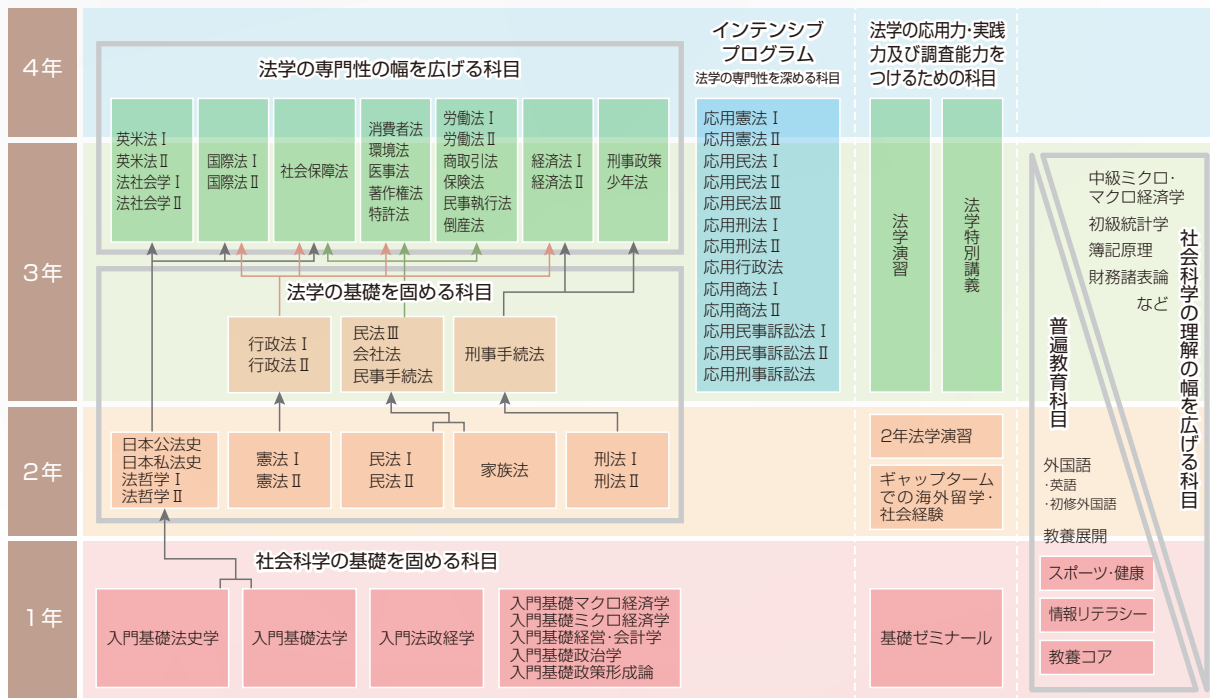 4年
法学の専門性の幅を広げる科目
英米法Ⅰ
英米法Ⅱ
法社会学Ⅰ
法社会学Ⅱ
国際法Ⅰ
国際法Ⅱ
社会保障法
消費者法
環境法
医事法
著作権法
特許法
労働法Ⅰ
労働法Ⅱ
商取引法
保険法
民事執行法
倒産法
経済法Ⅰ
経済法Ⅱ
刑事政策
少年法
インテンシブ
プログラム
法学の専門性を深める科目
応用憲法Ⅰ
応用憲法Ⅱ
応用民法Ⅰ
応用民法Ⅱ
応用民法Ⅲ
応用刑法Ⅰ
応用刑法Ⅱ
応用行政法
応用商法Ⅰ
応用商法Ⅱ
応用民事訴訟法Ⅰ
応用民事訴訟法Ⅱ
応用刑事訴訟法
法学の応用力・実践
力及び調査能力を
つけるための科目
法学演習
法学特別講義
3年
法学の基礎を固める科目
行政法Ⅰ
行政法Ⅱ
民法Ⅲ
会社法
民事手続法
刑事手続法
2年
日本公法史
日本私法史
法哲学Ⅰ
法哲学Ⅱ
憲法Ⅰ
憲法Ⅱ
民法Ⅰ
民法Ⅱ
家族法
刑法Ⅰ
刑法Ⅱ
2年法学演習
ギャップターム
での海外留学・
社会経験
1年
社会科学の基礎を固める科目
入門基礎法史学
入門基礎法学
入門法政経学
入門基礎マクロ経済学
入門基礎ミクロ経済学
入門基礎経営・会計学
入門基礎政治学
入門基礎政策形成論
基礎ゼミナール
中級ミクロ・
マクロ経済学
初級統計学
簿記原理
財務諸表論
など
社会科学の理解の幅を広げる科目
普遍教育科目
外国語
・英語
・初修外国語
教養展開
スポーツ・健康
情報リテラシー
教養コア